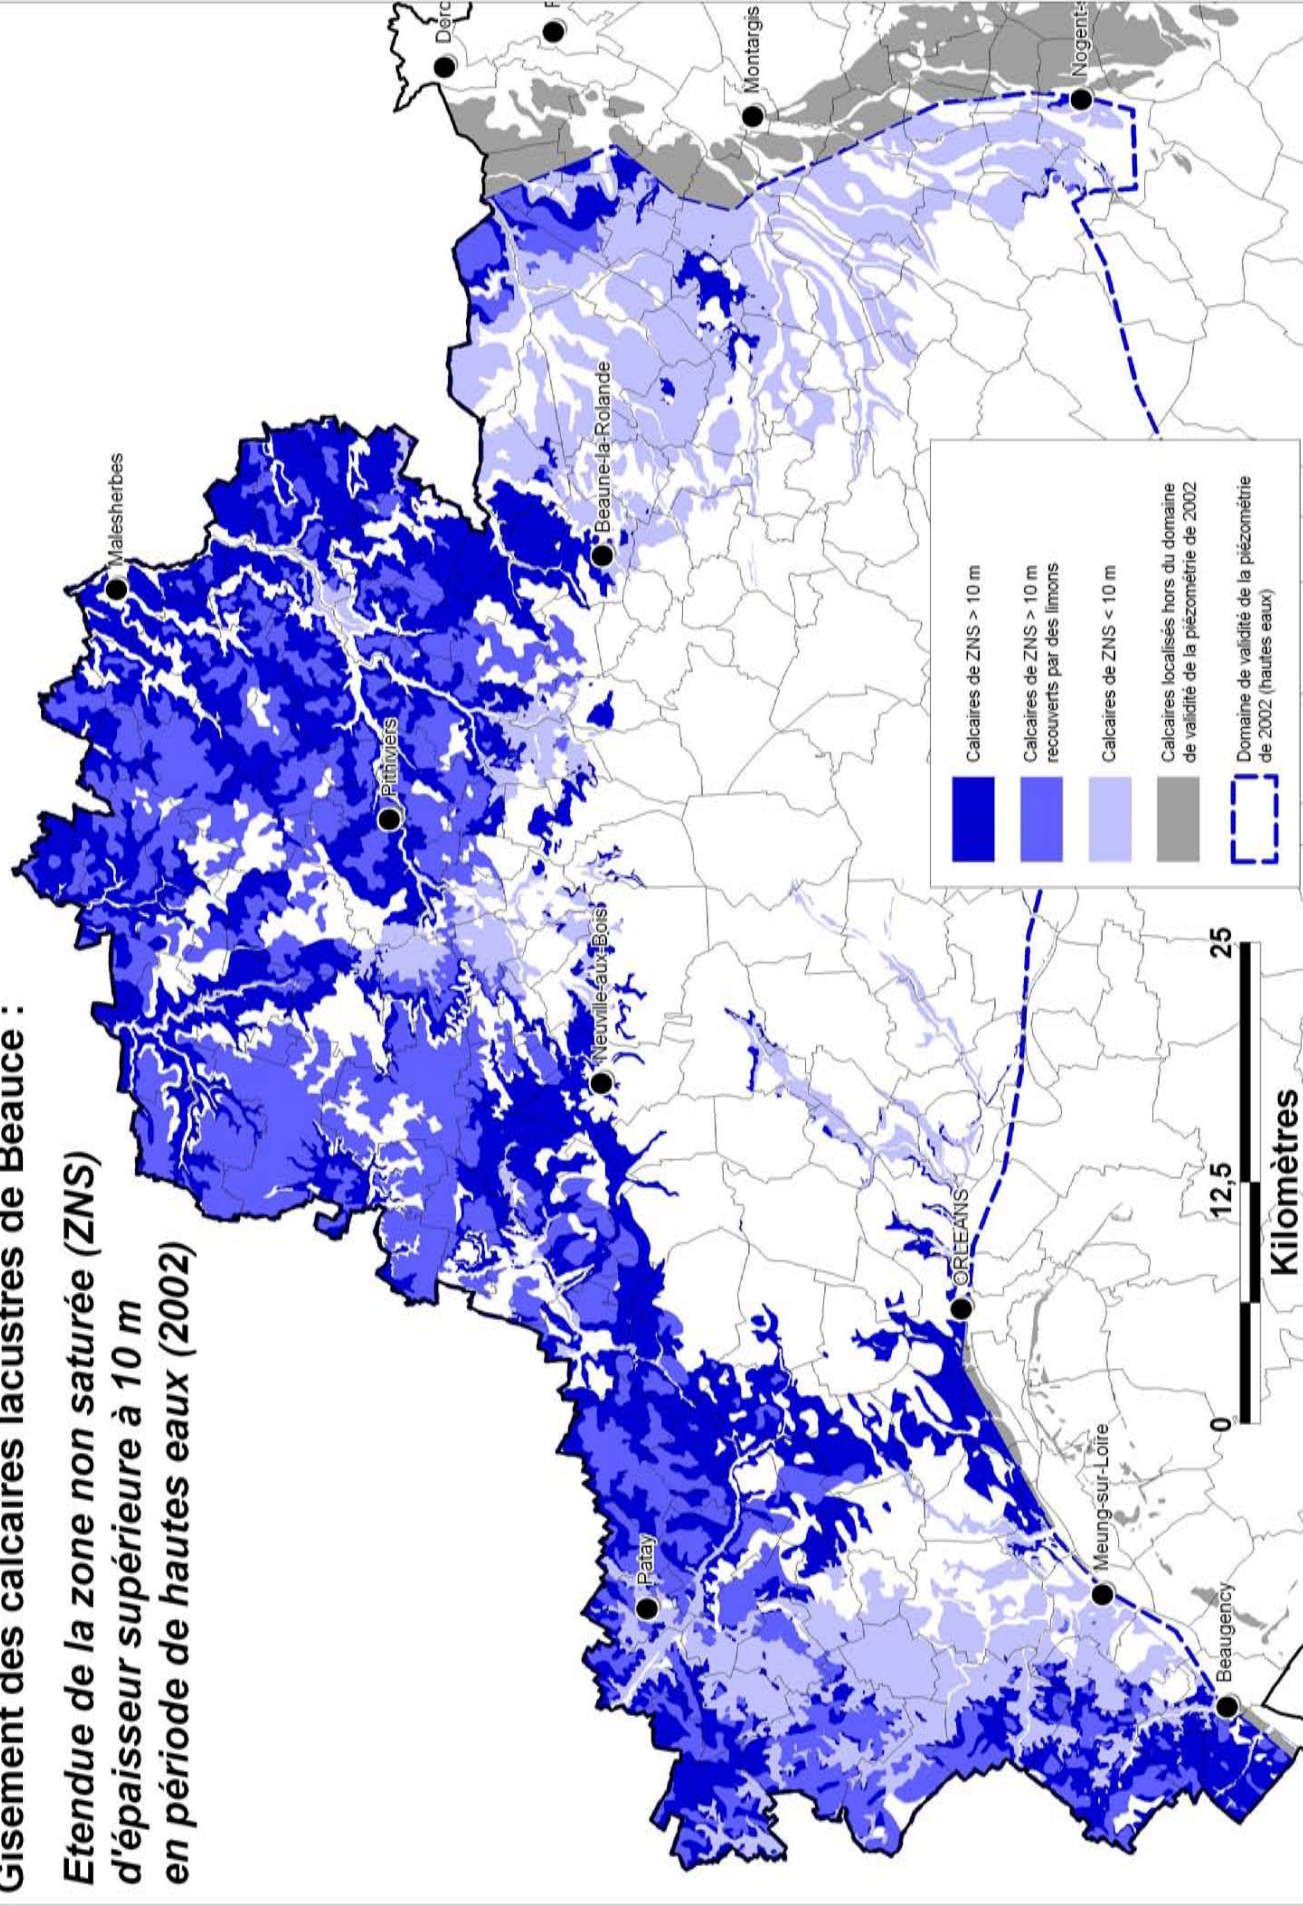 Gisement des calcaires lacustres de Beauce :
Etendue de la zone non saturée (ZNS)
d'épaisseur supérieure à 10 m
en période de hautes eaux (2002)
Malesherbes
Pithiviers
Beaune-la-Rolande
Neuville-aux-Bois
Montargis
Patay
ORLEANS
Meung-sur-Loire
Beaugency
Calcaires de ZNS > 10 m
Calcaires de ZNS > 10 m
recouverts par des limons
Calcaires de ZNS < 10 m
Calcaires localisés hors du domaine
de validité de la piézométrie de 2002
Domaine de validité de la piézométrie
de 2002 (hautes eaux)
0 12,5 25
Kilomètres